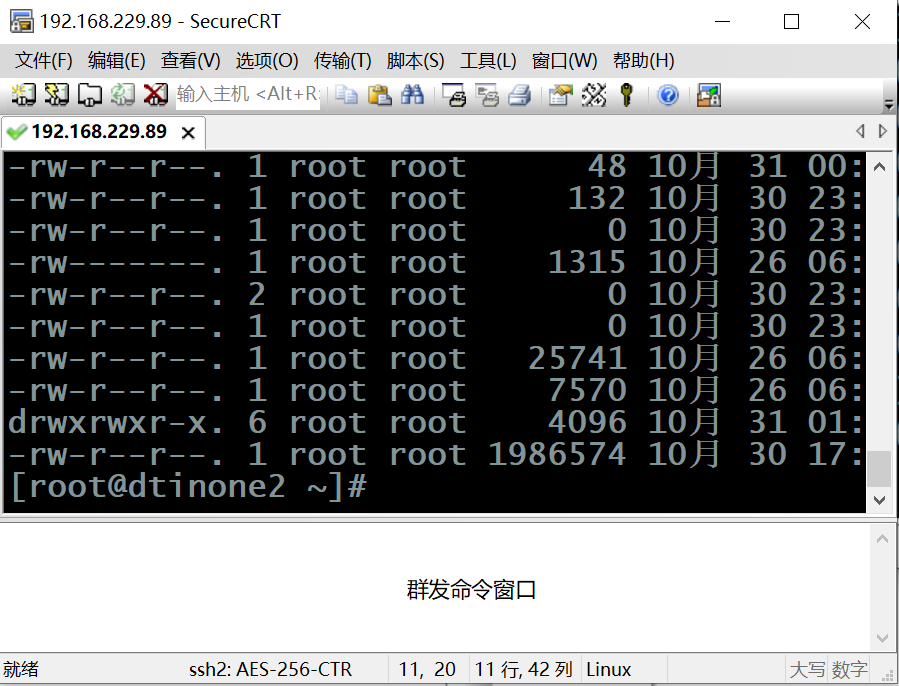 192.168.229.89 - SecureCRT
文件(F) 编辑(E) 查看(V) 选项(O) 传输(T) 脚本(S) 工具(L) 窗口(W) 帮助(H)
输入主机 <Alt+R>
192.168.229.89
-rw-r--r--. 1 root root 48 10月 31 00:
-rw-r--r--. 1 root root 132 10月 30 23:
-rw-r--r--. 1 root root 0 10月 30 23:
-rw-------. 1 root root 1315 10月 26 06:
-rw-r--r--. 2 root root 0 10月 30 23:
-rw-r--r--. 1 root root 0 10月 30 23:
-rw-r--r--. 1 root root 25741 10月 26 06:
-rw-r--r--. 1 root root 7570 10月 26 06:
drwxrwxr-x. 6 root root 4096 10月 31 01:
-rw-r--r--. 1 root root 1986574 10月 30 17:
[root@dtinone2 ~]#
群发命令窗口
就绪 ssh2: AES-256-CTR 11, 20 11 行, 42 列 Linux 大写 数字